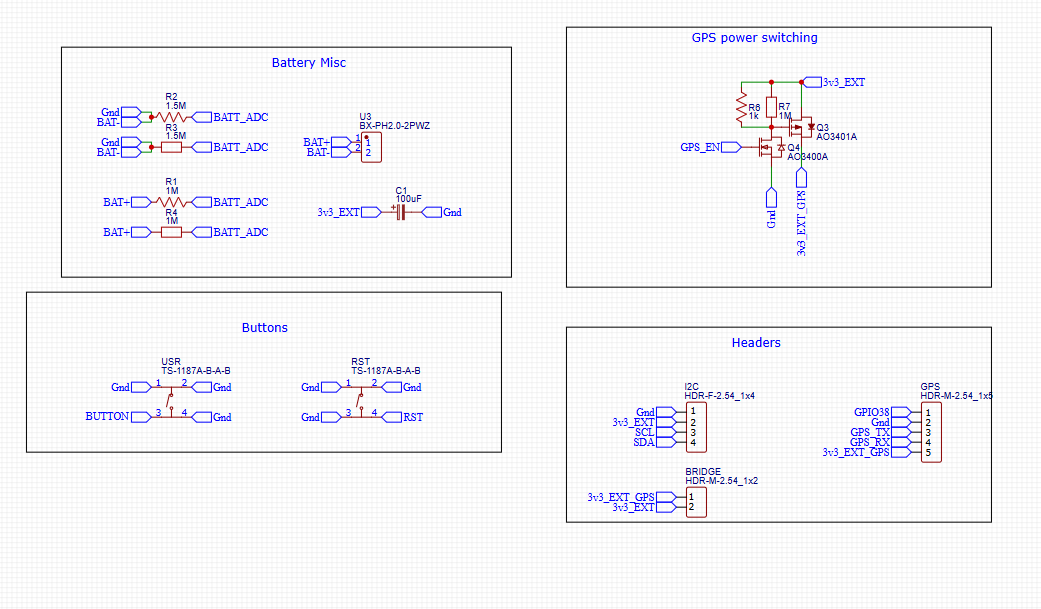 Battery Misc
R2
1.5M
Gnd
BAT-
BATT_ADC
R3
1.5M
Gnd
BAT-
BATT_ADC
R1
1M
BAT+
BATT_ADC
R4
1M
BAT+
BATT_ADC
U3
BX-PH2.0-2PWZ
BAT+ 1 1
BAT- 2 2
C1
100uF
3v3_EXT + Gnd
GPS power switching
3v3_EXT
R6
1k
R7
1M
Q3
AO3401A
GPS_EN
Q4
AO3400A
Gnd
3v3_EXT_GPS
Buttons
USR
TS-1187A-B-A-B
Gnd 1 2 Gnd
BUTTON 3 4 Gnd
RST
TS-1187A-B-A-B
Gnd 1 2 Gnd
Gnd 3 4 RST
Headers
I2C
HDR-F-2.54_1x4
Gnd 1
3v3_EXT 2
SCL 3
SDA 4
GPS
HDR-M-2.54_1x5
GPIO38 1
Gnd 2
GPS_TX 3
GPS_RX 4
3v3_EXT_GPS 5
BRIDGE
HDR-M-2.54_1x2
3v3_EXT_GPS 1
3v3_EXT 2